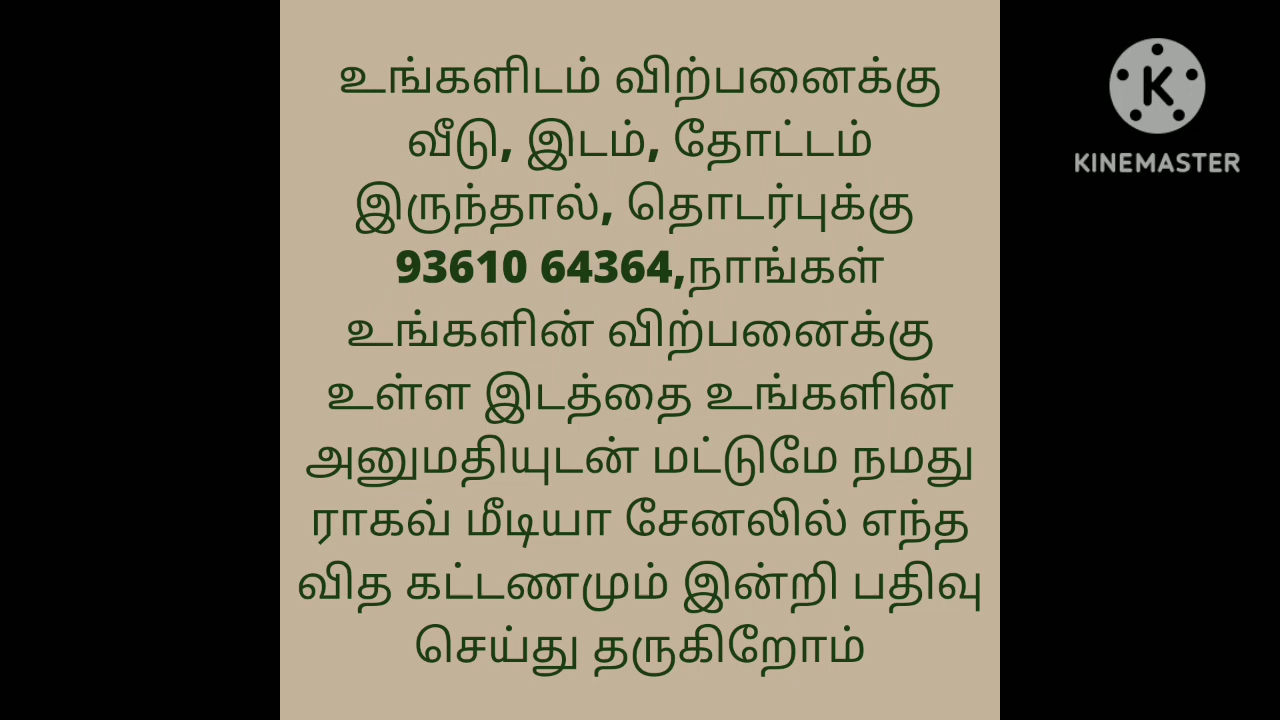 உங்களிடம் விற்பனைக்கு
வீடு, இடம், தோட்டம்
இருந்தால், தொடர்புக்கு
93610 64364,நாங்கள்
உங்களின் விற்பனைக்கு
உள்ள இடத்தை உங்களின்
அனுமதியுடன் மட்டுமே நமது
ராகவ் மீடியா சேனலில் எந்த
வித கட்டணமும் இன்றி பதிவு
செய்து தருகிறோம்
K
KINEMASTER